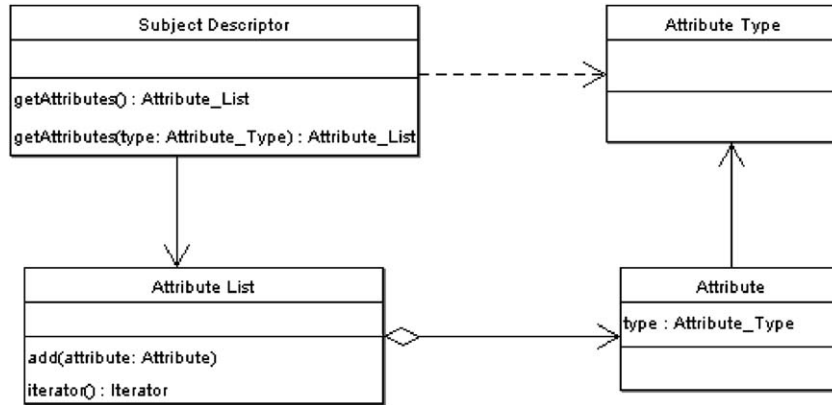 Subject Descriptor
getAttributes() : Attribute_List
getAttributes(type: Attribute_Type) : Attribute_List
Attribute Type
Attribute List
add(attribute: Attribute)
iterator() : Iterator
Attribute
type : Attribute_Type